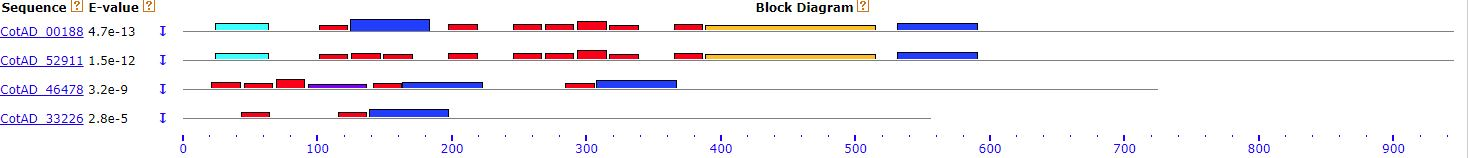 Sequence ? E-value ? Block Diagram ?
CotAD_00188 4.7e-13 ↧
CotAD_52911 1.5e-12 ↧
CotAD_46478 3.2e-9 ↧
CotAD_33226 2.8e-5 ↧
0 100 200 300 400 500 600 700 800 900